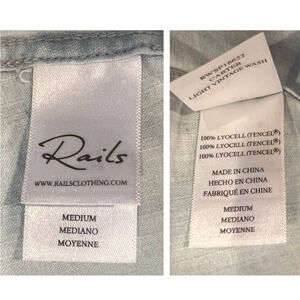 Rails
WWW.RAILSCLOTHING.COM
MEDIUM
MEDIANO
MOYENNE
RWSP16622
CARTER
LIGHT VINTAGE WASH
100% LYOCELL (TENCEL®)
100% LYOCELL (TENCEL®)
100% LYOCELL (TENCEL®)
MADE IN CHINA
HECHO EN CHINA
FABRIQUÉ EN CHINE
MEDIUM
MEDIANO
MOYENNE